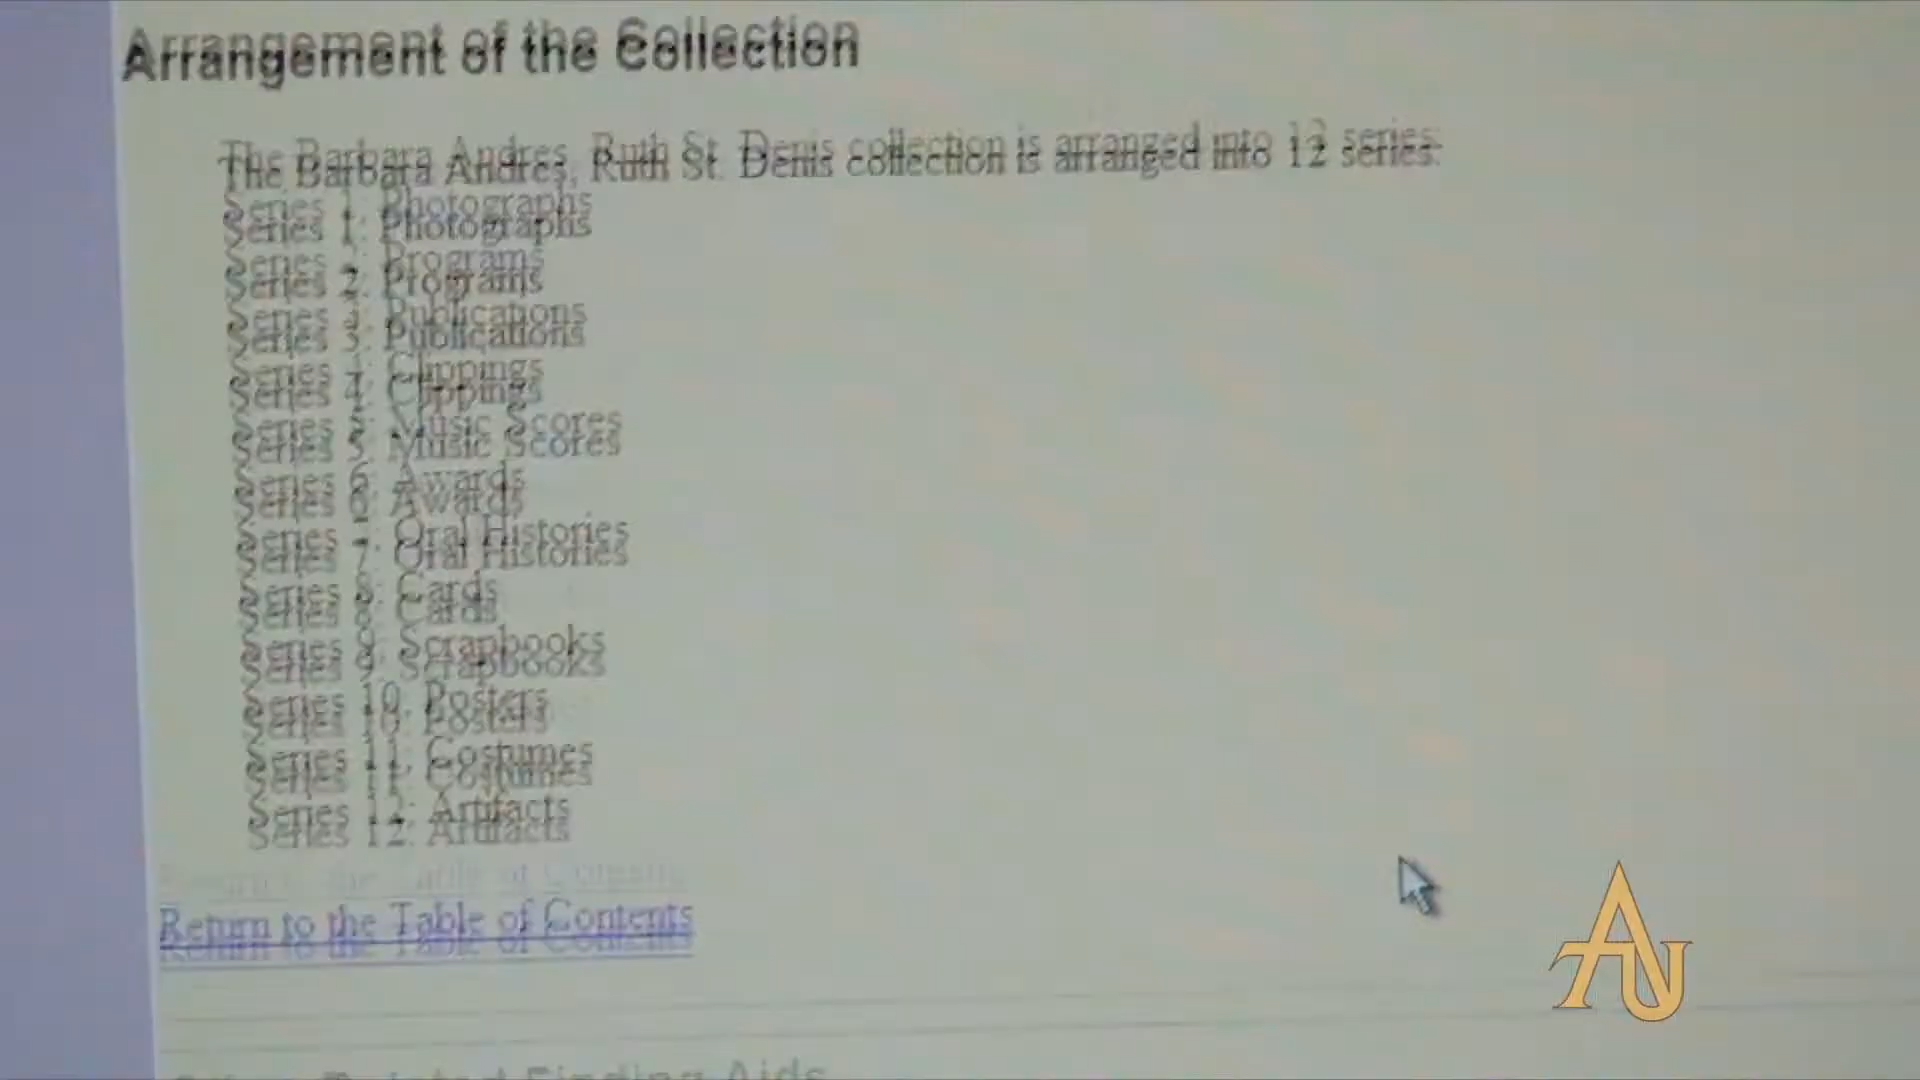 Arrangement of the Collection
The Barbara Andres, Ruth St. Denis collection is arranged into 12 series:
Series 1: Photographs
Series 2: Programs
Series 3: Publications
Series 4: Clippings
Series 5: Music Scores
Series 6: Awards
Series 7: Oral Histories
Series 8: Cards
Series 9: Scrapbooks
Series 10: Posters
Series 11: Costumes
Series 12: Artifacts
Return to the Table of Contents
Finding Aids
AU